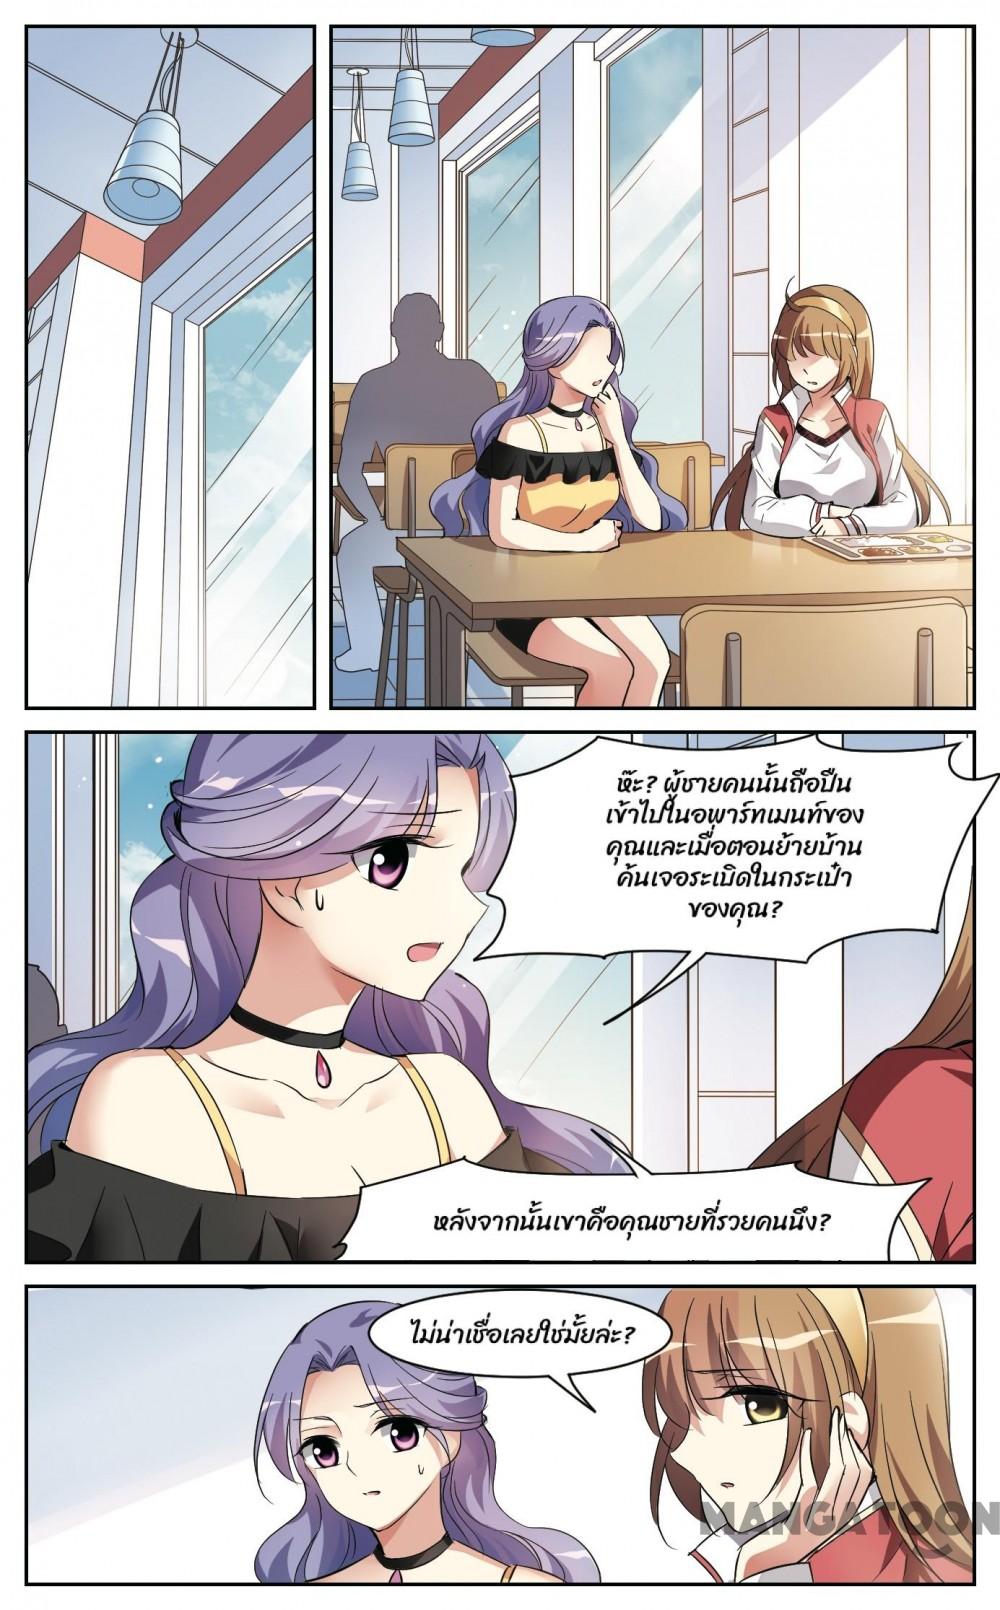 ห๊ะ? ผู้ชายคนนั้นถือปืน
เข้าไปในอพาร์ทเมนท์ของ
คุณและเมื่อตอนย้ายบ้าน
ค้นเจอระเบิดในกระเป๋า
ของคุณ?
หลังจากนั้นเขาคือคุณชายที่รวยคนนึง?
ไม่น่าเชื่อเลยใช่มั้ยล่ะ?
MANGATOON